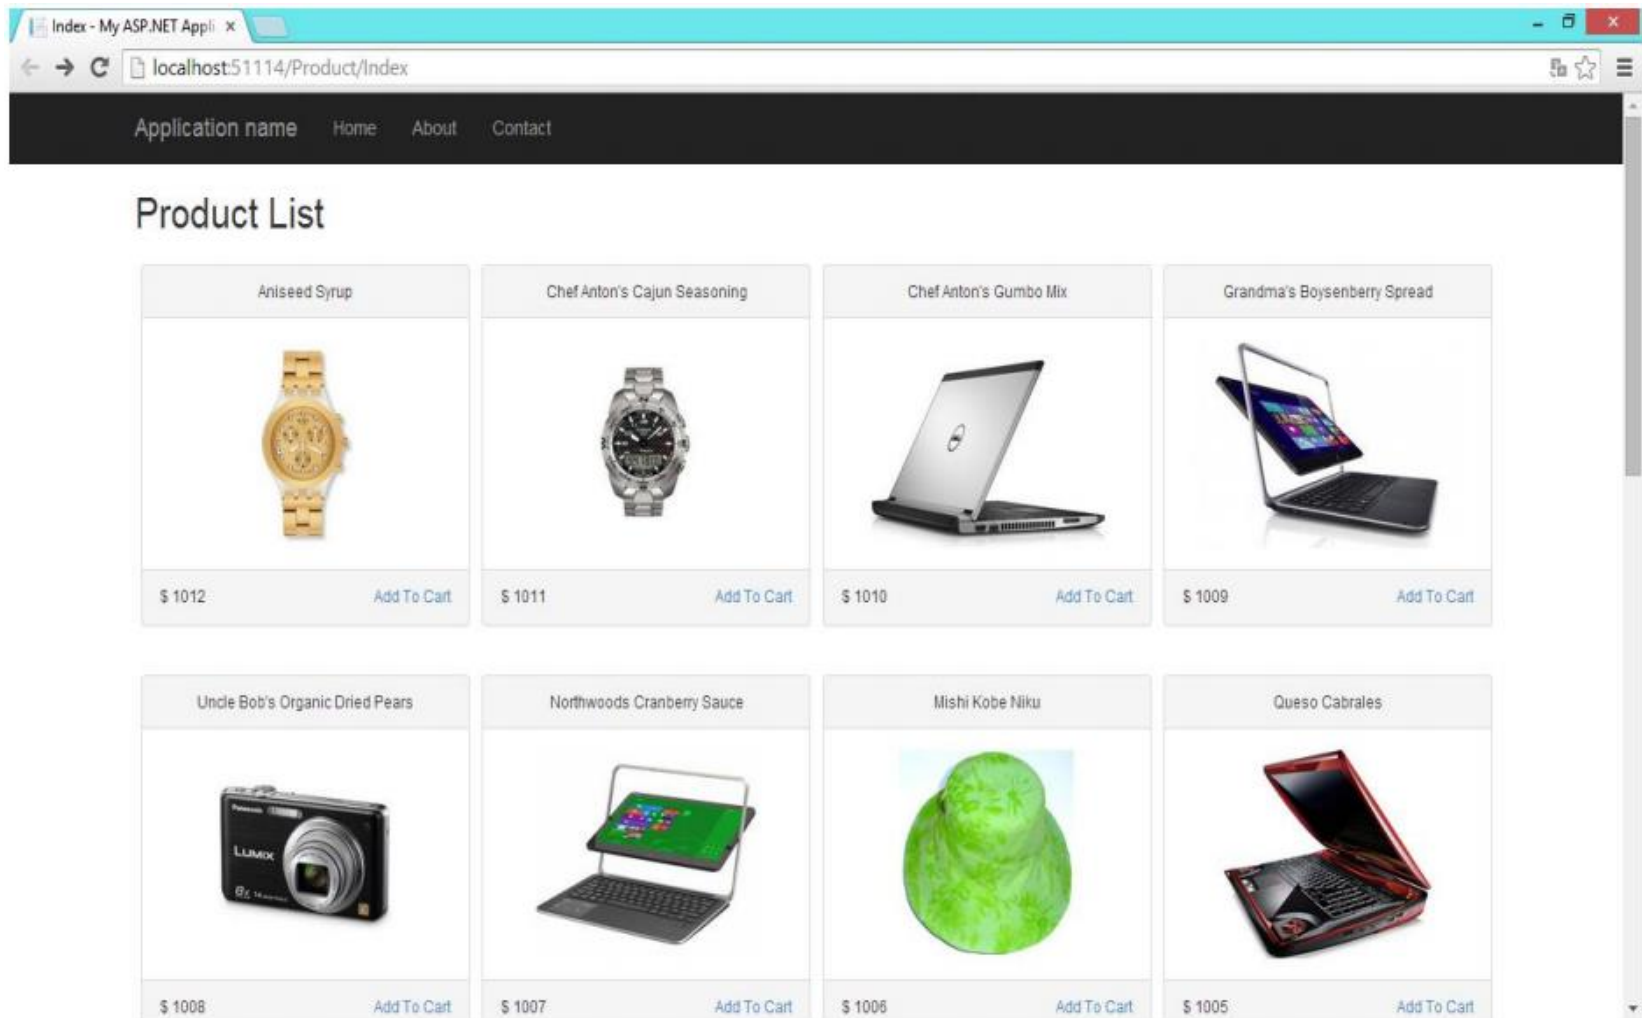 Index - My ASP.NET Appli
localhost:51114/Product/Index
Application name Home About Contact
Product List
Aniseed Syrup Chef Anton's Cajun Seasoning Chef Anton's Gumbo Mix Grandma's Boysenberry Spread
$ 1012 Add To Cart $ 1011 Add To Cart $ 1010 Add To Cart $ 1009 Add To Cart
Uncle Bob's Organic Dried Pears Northwoods Cranberry Sauce Mishi Kobe Niku Queso Cabrales
Panasonic
LUMIX
8x
$ 1008 Add To Cart $ 1007 Add To Cart $ 1006 Add To Cart $ 1005 Add To Cart